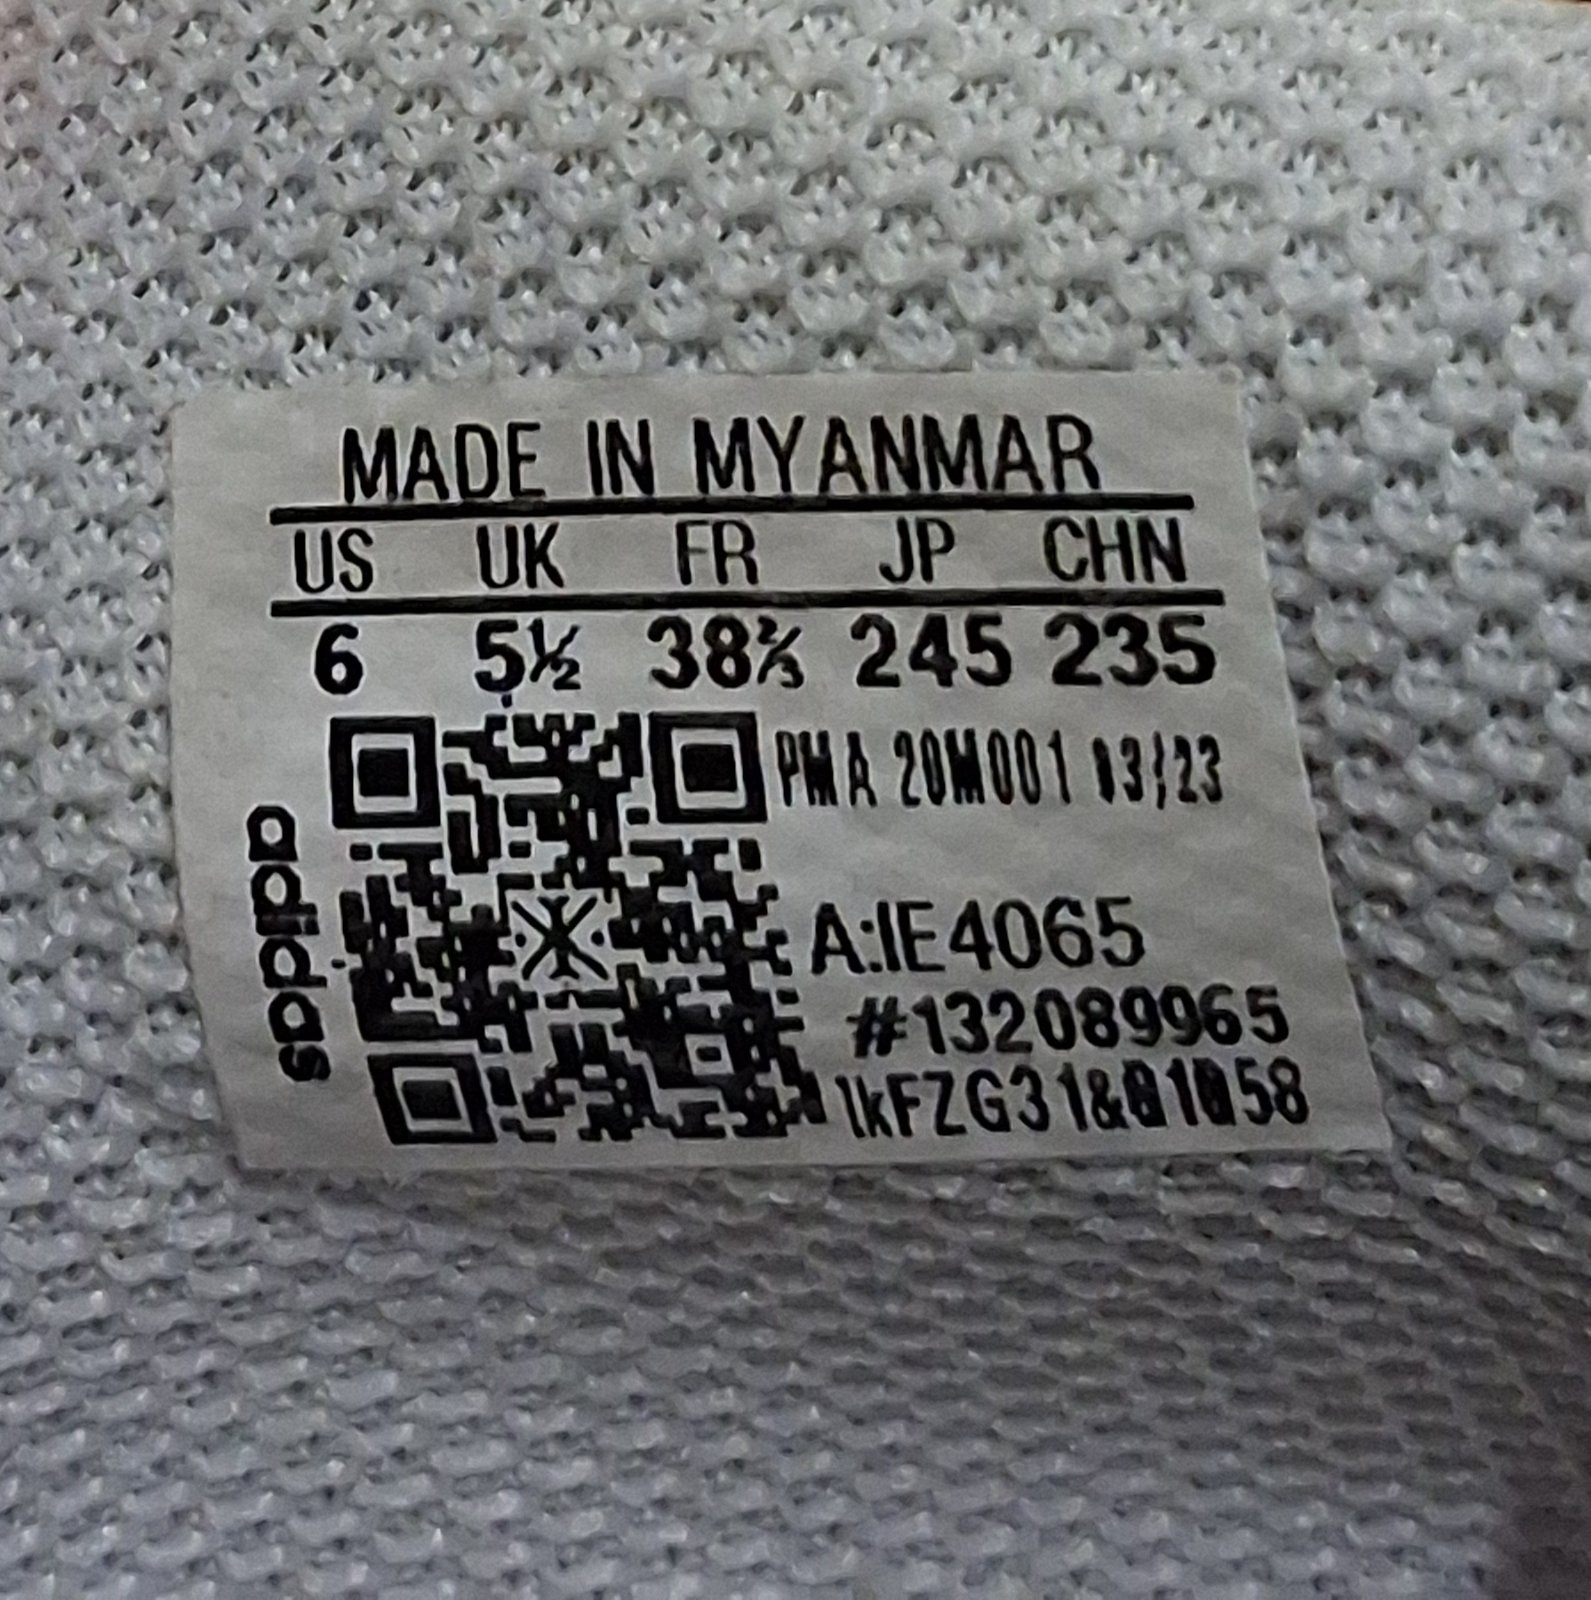 MADE IN MYANMAR
US UK FR JP CHN
6 5½ 38⅔ 245 235
PMA 20M001 03/23
adidas
A:IE4065
#132089965